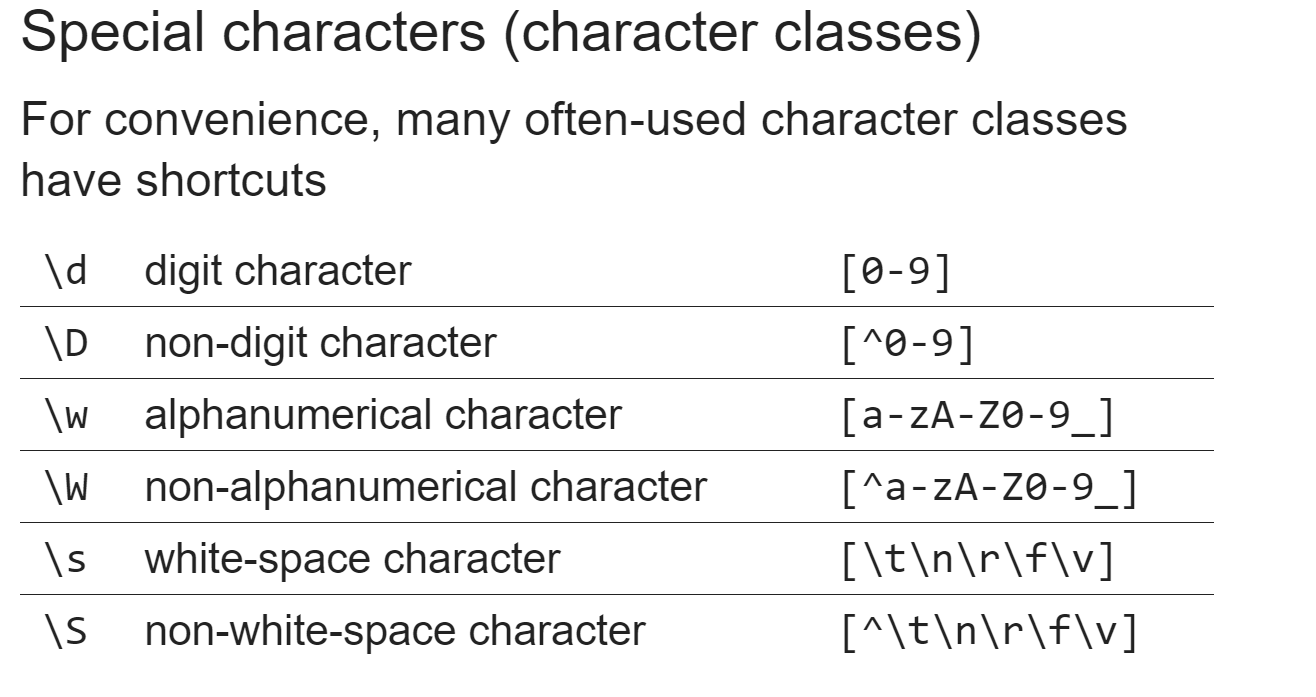 Special characters (character classes)
For convenience, many often-used character classes
have shortcuts
\d digit character [0-9]
\D non-digit character [^0-9]
\w alphanumerical character [a-zA-Z0-9_]
\W non-alphanumerical character [^a-zA-Z0-9_]
\s white-space character [\t\n\r\f\v]
\S non-white-space character [^\t\n\r\f\v]